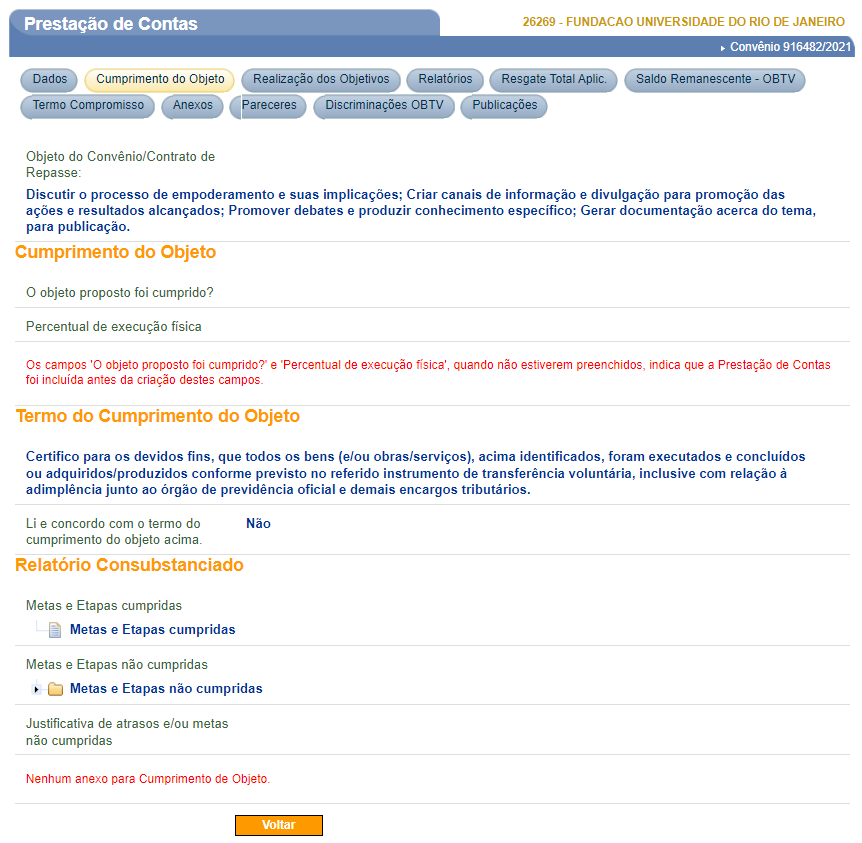 Prestação de Contas
26269 - FUNDACAO UNIVERSIDADE DO RIO DE JANEIRO
Convênio 916482/2021
Dados
Cumprimento do Objeto
Realização dos Objetivos
Relatórios
Resgate Total Aplic.
Saldo Remanescente - OBTV
Termo Compromisso
Anexos
Pareceres
Discriminações OBTV
Publicações
Objeto do Convênio/Contrato de
Repasse:
Discutir o processo de empoderamento e suas implicações; Criar canais de informação e divulgação para promoção das
ações e resultados alcançados; Promover debates e produzir conhecimento específico; Gerar documentação acerca do tema,
para publicação.
Cumprimento do Objeto
O objeto proposto foi cumprido?
Percentual de execução física
Os campos 'O objeto proposto foi cumprido?' e 'Percentual de execução física', quando não estiverem preenchidos, indica que a Prestação de Contas
foi incluída antes da criação destes campos.
Termo do Cumprimento do Objeto
Certifico para os devidos fins, que todos os bens (e/ou obras/serviços), acima identificados, foram executados e concluídos
ou adquiridos/produzidos conforme previsto no referido instrumento de transferência voluntária, inclusive com relação à
adimplência junto ao órgão de previdência oficial e demais encargos tributários.
Li e concordo com o termo do
cumprimento do objeto acima.
Não
Relatório Consubstanciado
Metas e Etapas cumpridas
Metas e Etapas cumpridas
Metas e Etapas não cumpridas
Metas e Etapas não cumpridas
Justificativa de atrasos e/ou metas
não cumpridas
Nenhum anexo para Cumprimento de Objeto.
Voltar